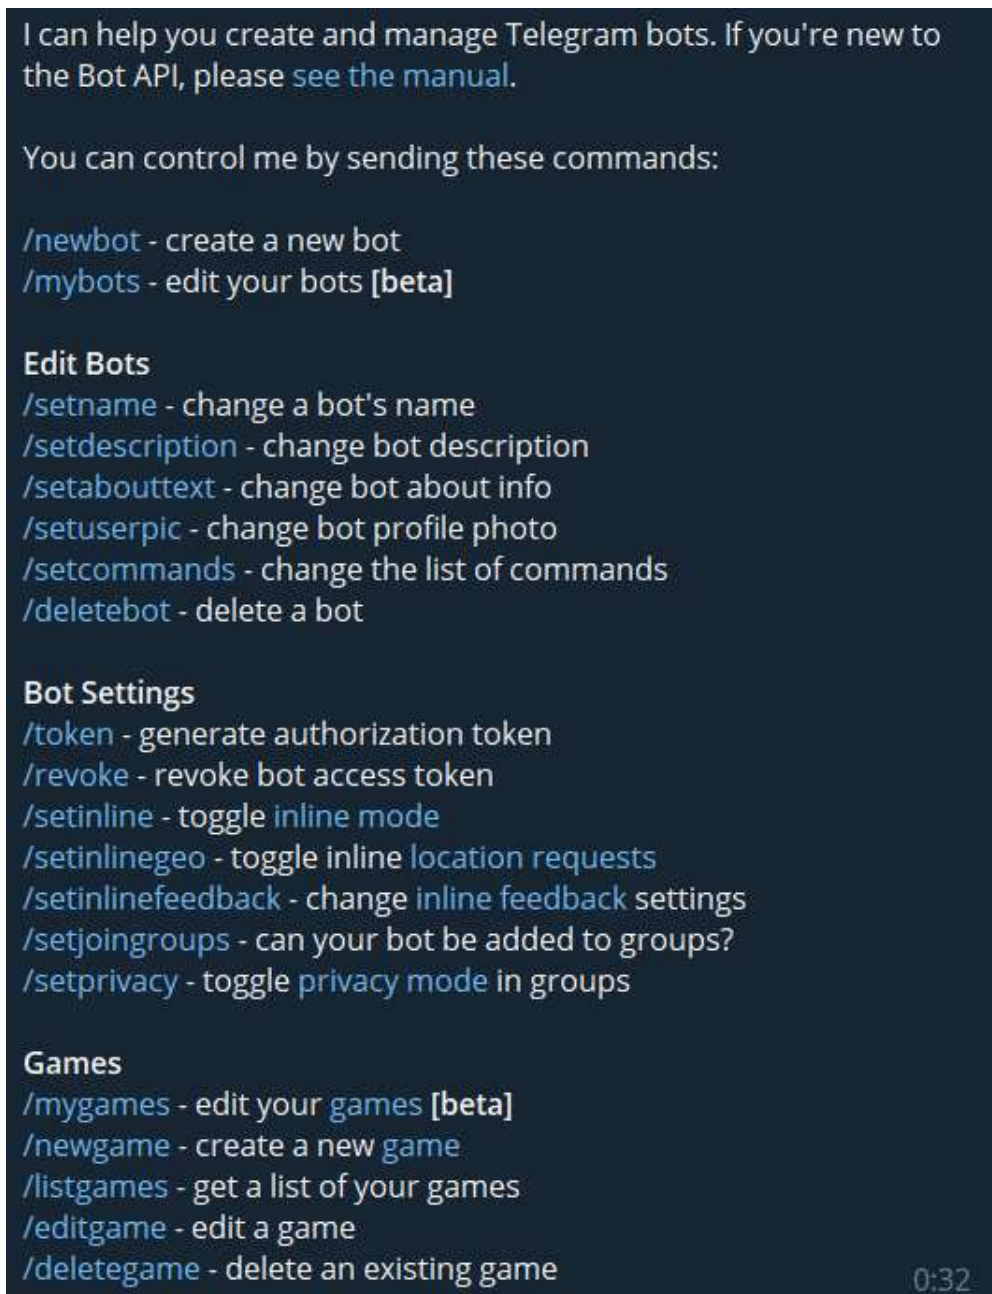 I can help you create and manage Telegram bots. If you're new to
the Bot API, please see the manual.
You can control me by sending these commands:
/newbot - create a new bot
/mybots - edit your bots [beta]
Edit Bots
/setname - change a bot's name
/setdescription - change bot description
/setabouttext - change bot about info
/setuserpic - change bot profile photo
/setcommands - change the list of commands
/deletebot - delete a bot
Bot Settings
/token - generate authorization token
/revoke - revoke bot access token
/setinline - toggle inline mode
/setinlinegeo - toggle inline location requests
/setinlinefeedback - change inline feedback settings
/setjoingroups - can your bot be added to groups?
/setprivacy - toggle privacy mode in groups
Games
/mygames - edit your games [beta]
/newgame - create a new game
/listgames - get a list of your games
/editgame - edit a game
/deletegame - delete an existing game
0:32